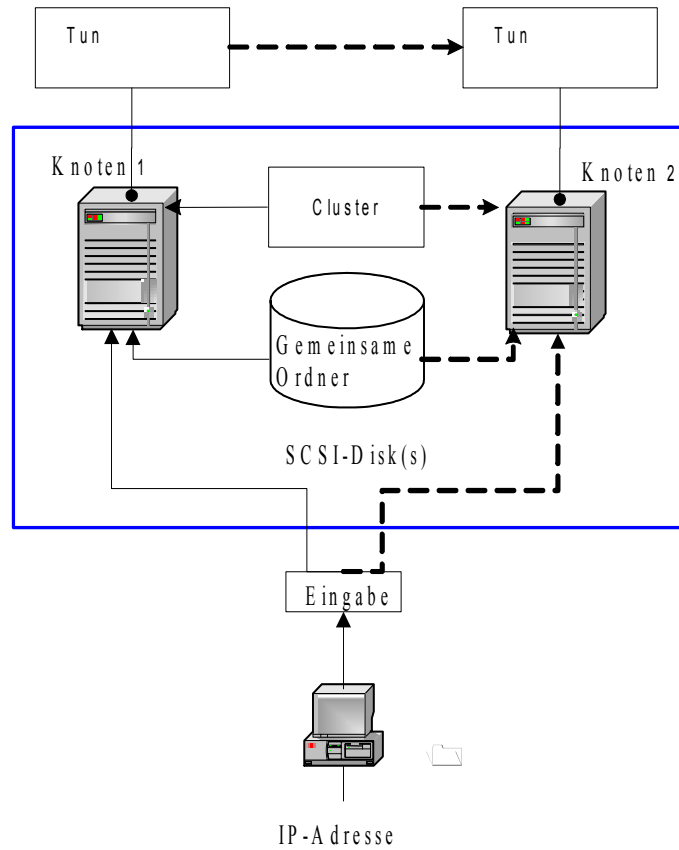 Tun
Tun
Knoten 1
Knoten 2
Cluster
Gemeinsame
Ordner
SCSI-Disk(s)
Eingabe
IP-Adresse